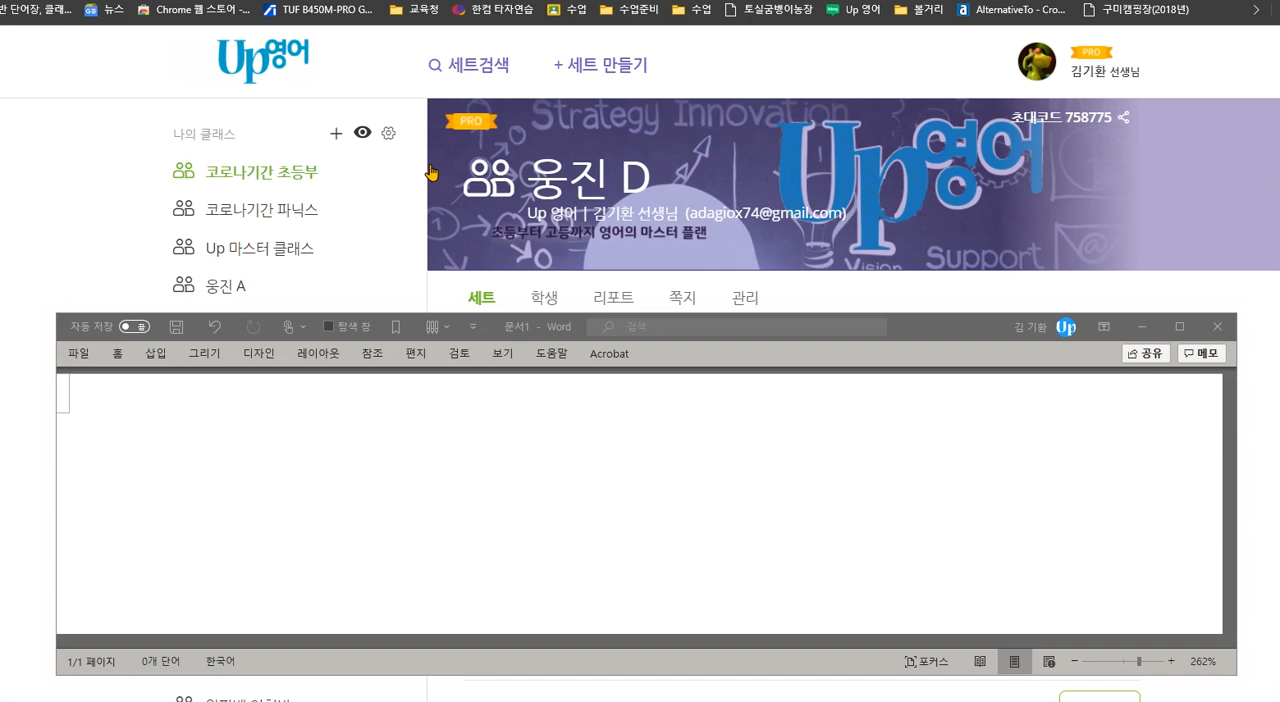 반 단어장, 클래... 뉴스 Chrome 웹 스토어 -... TUF B450M-PRO G... 교육청 한컴 타자연습 수업 수업준비 수업 토실굼벵이농장 Up 영어 볼거리 AlternativeTo - Cro... 구미캠핑장(2018년)
Up영어
세트검색
+ 세트 만들기
PRO
김기환 선생님
나의 클래스
코로나기간 초등부
코로나기간 파닉스
Up 마스터 클래스
웅진 A
PRO
Strategy Innovation
초대코드 758775
웅진 D
Up영어
Up 영어 | 김기환 선생님 (adagiox74@gmail.com)
초등부터 고등까지 영어의 마스터 플랜
Vision
Support
세트 학생 리포트 쪽지 관리
자동 저장 끔 탐색 창 문서1 - Word 검색 김 기환 Up
파일 홈 삽입 그리기 디자인 레이아웃 참조 편지 검토 보기 도움말 Acrobat 공유 메모
1/1 페이지 0개 단어 한국어 포커스 262%